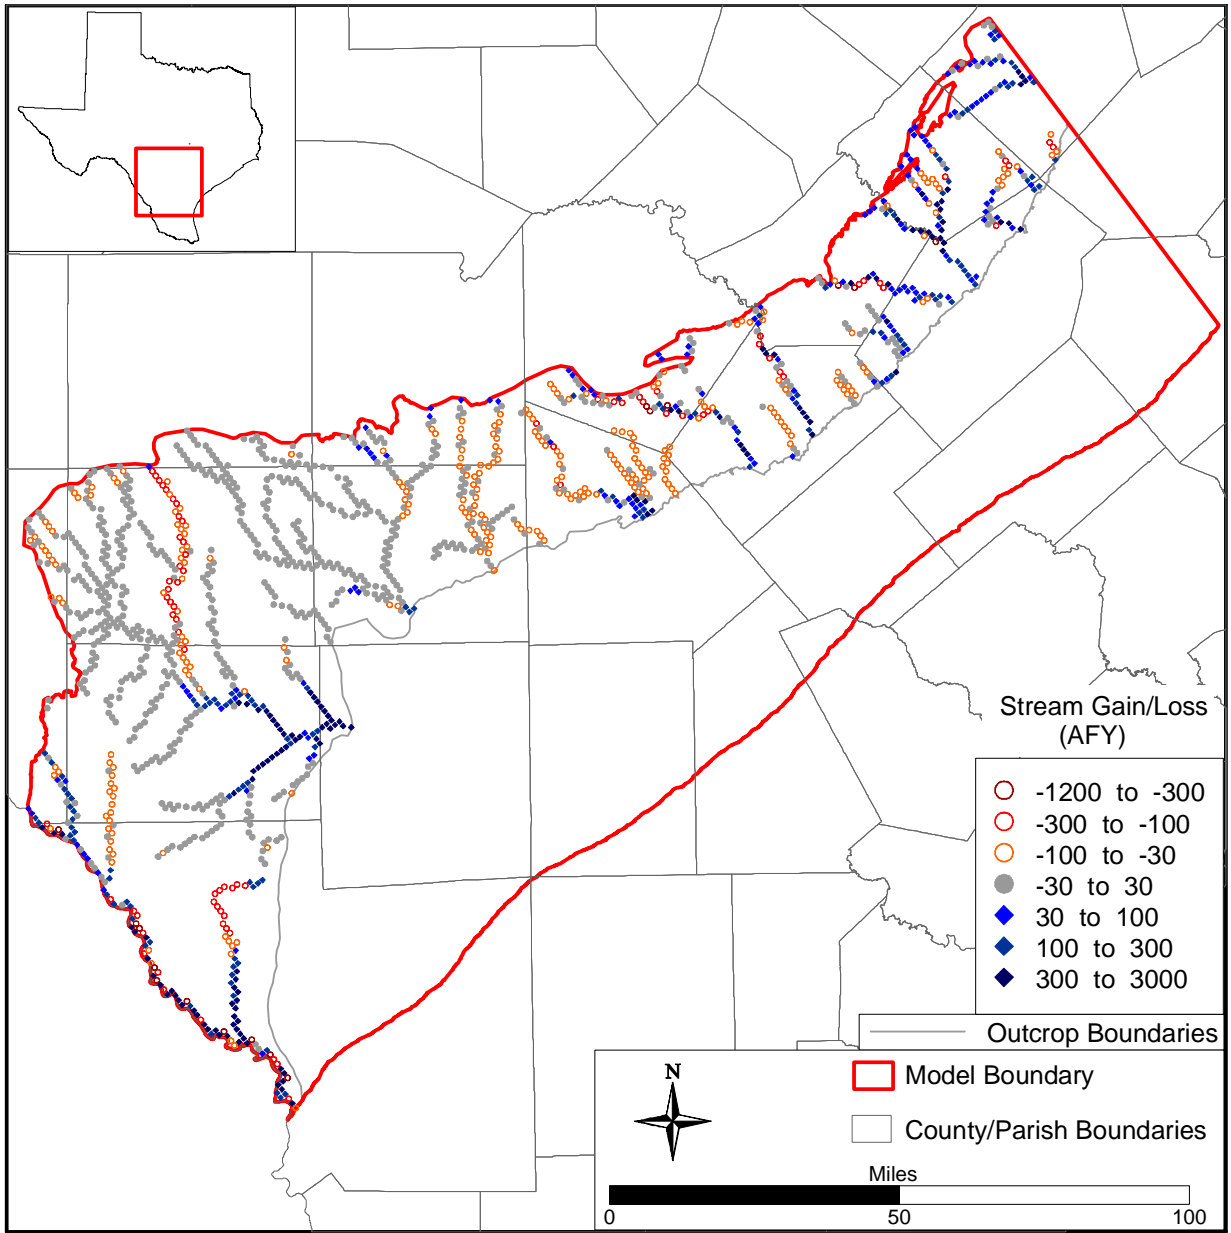 Stream Gain/Loss
(AFY)
-1200 to -300
-300 to -100
-100 to -30
-30 to 30
30 to 100
100 to 300
300 to 3000
Outcrop Boundaries
Model Boundary
County/Parish Boundaries
N
Miles
0 50 100